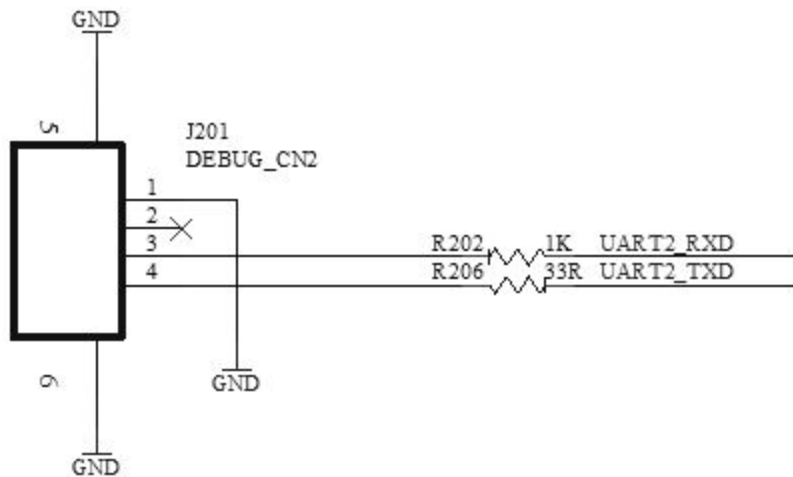 GND
5
J201
DEBUG_CN2
1
2
3
R202 1K UART2_RXD
4
R206 33R UART2_TXD
6
GND
GND